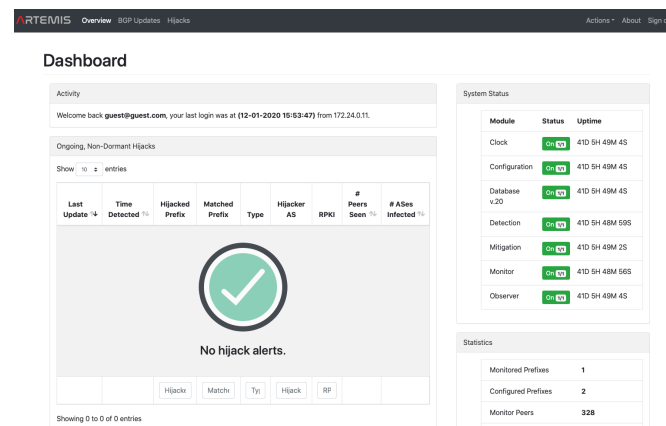 ARTEMIS Overview BGP Updates Hijacks Actions About Sign
Dashboard
Activity
Welcome back guest@guest.com, your last login was at (12-01-2020 15:53:47) from 172.24.0.11.
Ongoing, Non-Dormant Hijacks
Show 10 entries
Last Update Time Detected Hijacked Prefix Matched Prefix Type Hijacker AS RPKI # Peers Seen # ASes Infected
No hijack alerts.
Hijack Match Ty Hijack RP
Showing 0 to 0 of 0 entries
System Status
Module Status Uptime
Clock On 1/1 41D 5H 49M 4S
Configuration On 1/1 41D 5H 49M 4S
Database v.20 On 1/1 41D 5H 49M 4S
Detection On 1/1 41D 5H 48M 59S
Mitigation On 1/1 41D 5H 49M 2S
Monitor On 1/1 41D 5H 48M 56S
Observer On 1/1 41D 5H 49M 4S
Statistics
Monitored Prefixes 1
Configured Prefixes 2
Monitor Peers 328